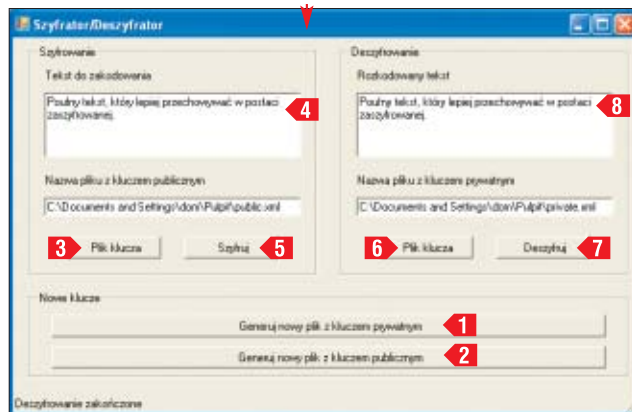 Szyfrator/Deszyfrator
Szyfrowanie
Tekst do zakodowania
Poufny tekst, który lepiej przechowywać w postaci
zaszyfrowanej.
4
Nazwa pliku z kluczem publicznym
C:\Documents and Settings\dom\Pulpit\public.xml
3
Plik klucza
Szyfruj
5
Deszyfrowanie
Rozkodowany tekst
Poufny tekst, który lepiej przechowywać w postaci
zaszyfrowanej.
8
Nazwa pliku z kluczem prywatnym
C:\Documents and Settings\dom\Pulpit\private.xml
6
Plik klucza
Deszyfruj
7
Nowe klucze
Generuj nowy plik z kluczem prywatnym
1
Generuj nowy plik z kluczem publicznym
2
Deszyfrowanie zakończone